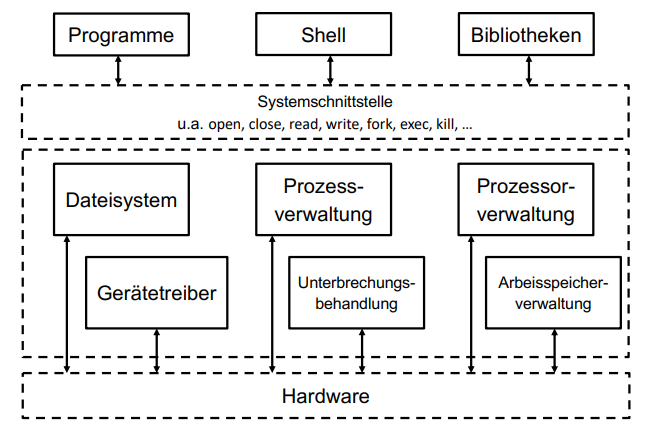 Programme
Shell
Bibliotheken
Systemschnittstelle
u.a. open, close, read, write, fork, exec, kill, ...
Dateisystem
Prozess-
verwaltung
Prozessor-
verwaltung
Gerätetreiber
Unterbrechungs-
behandlung
Arbeisspeicher-
verwaltung
Hardware